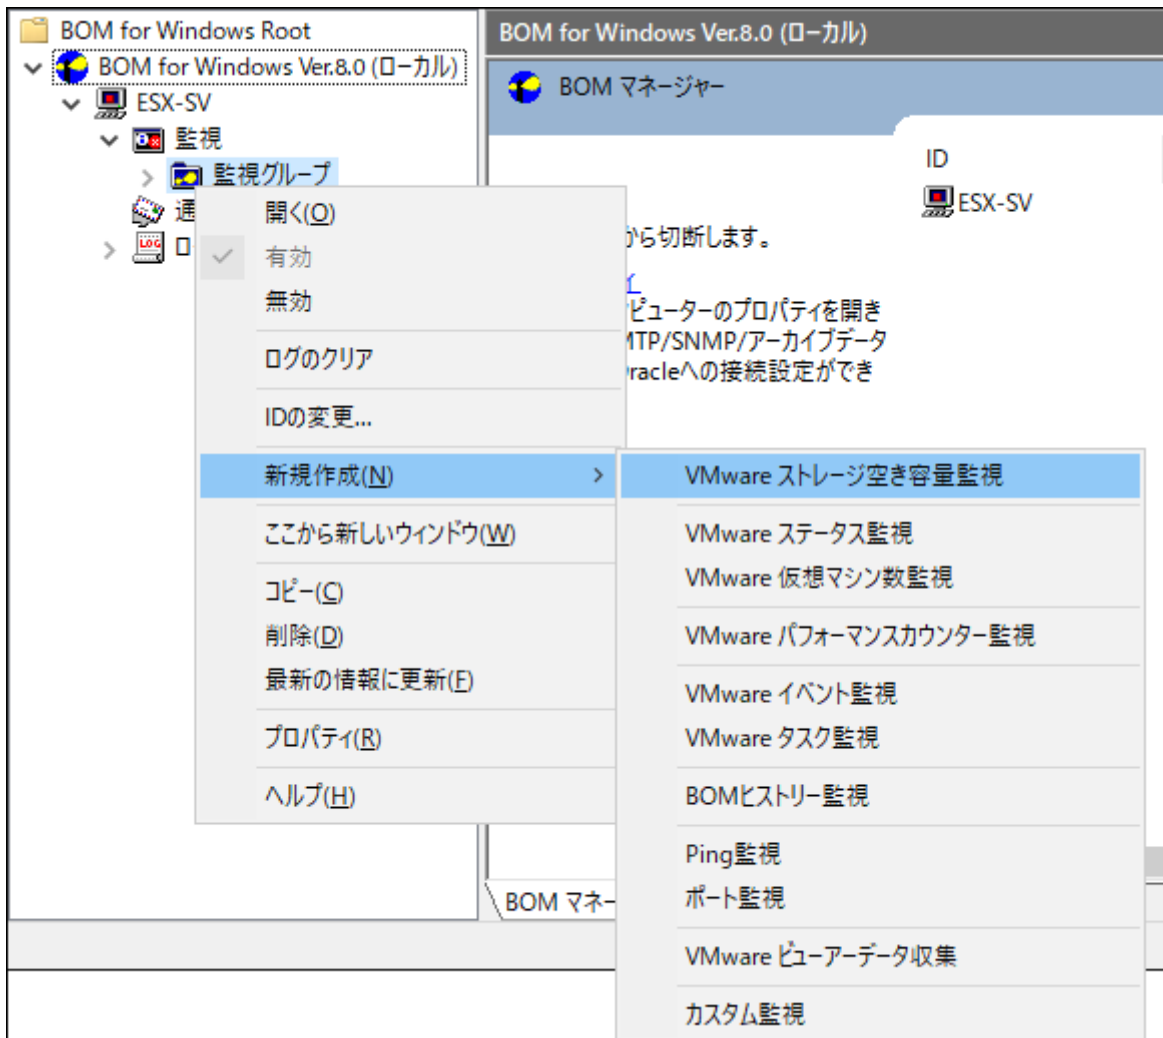 BOM for Windows Root
BOM for Windows Ver.8.0 (ローカル)
ESX-SV
監視
監視グループ
通
ロ
LOG
BOM for Windows Ver.8.0 (ローカル)
BOM マネージャー
ID
ESX-SV
から切断します。
イ
ピューターのプロパティを開き
MTP/SNMP/アーカイブデータ
racleへの接続設定ができ
BOM マネー
開く(O)
有効
無効
ログのクリア
IDの変更...
新規作成(N)
ここから新しいウィンドウ(W)
コピー(C)
削除(D)
最新の情報に更新(F)
プロパティ(R)
ヘルプ(H)
VMware ストレージ空き容量監視
VMware ステータス監視
VMware 仮想マシン数監視
VMware パフォーマンスカウンター監視
VMware イベント監視
VMware タスク監視
BOMヒストリー監視
Ping監視
ポート監視
VMware ビューアーデータ収集
カスタム監視